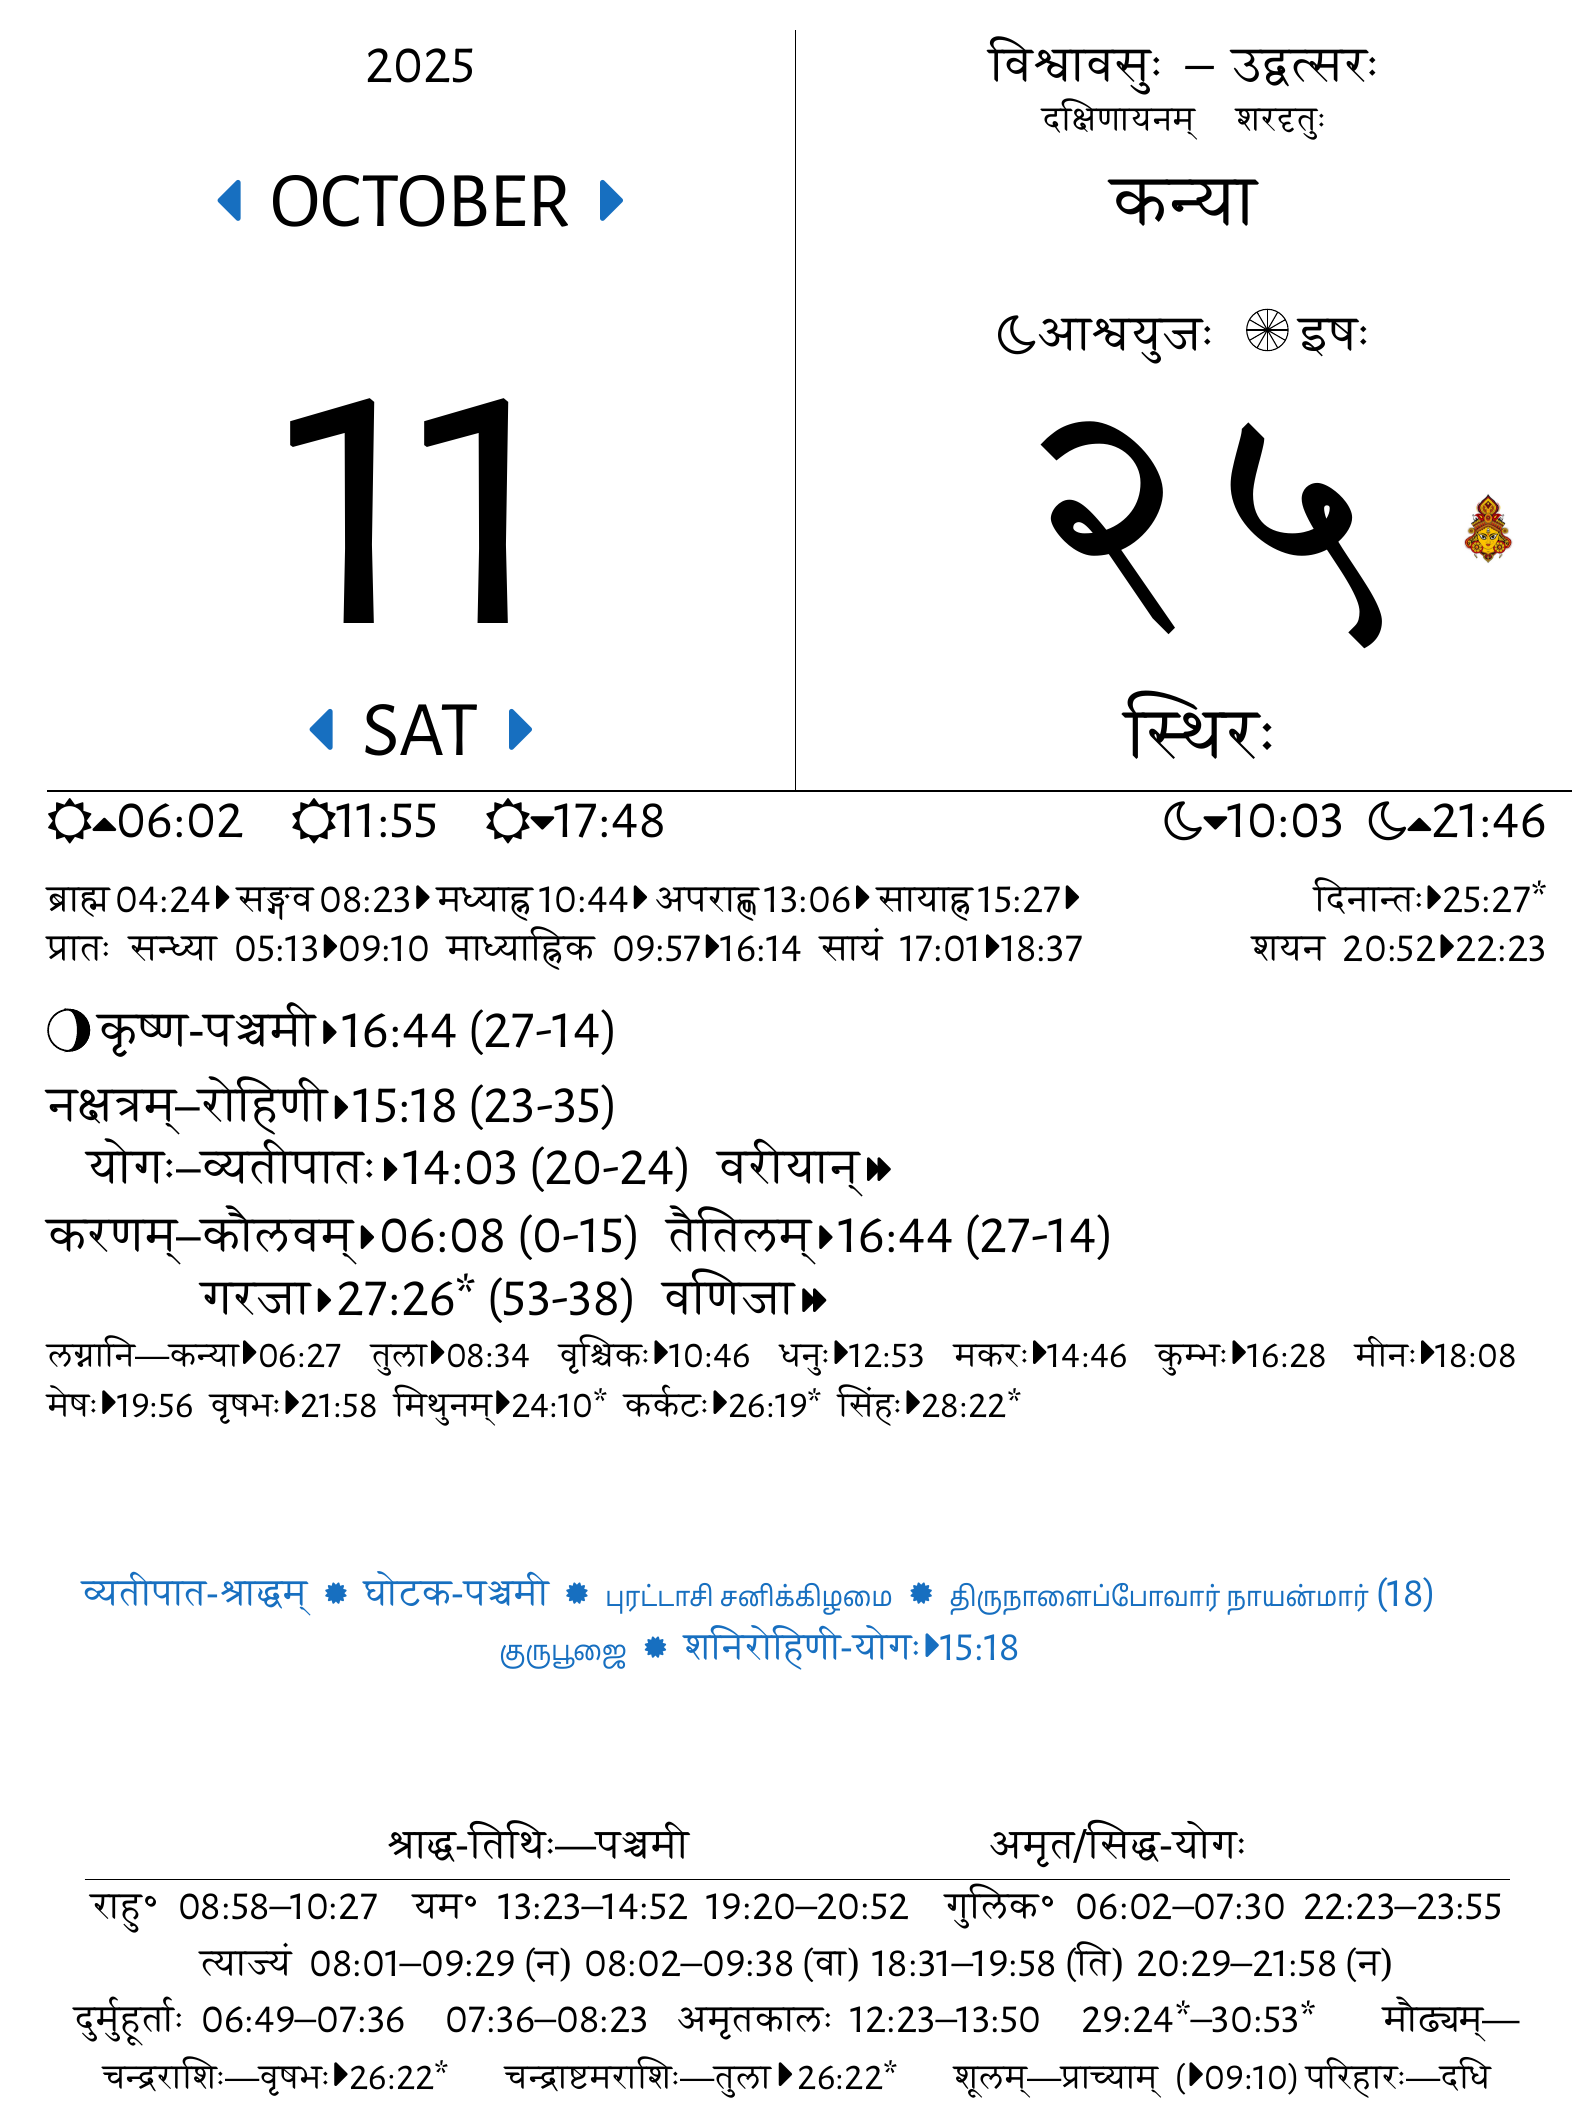 2025
OCTOBER
11
SAT
विश्वावसुः – उद्वत्सरः
दक्षिणायनम् शरदृतुः
कन्या
आश्वयुजः इषः
२५
स्थिरः
06:02 11:55 17:48 10:03 21:46
ब्राह्म 04:24 सङ्गव 08:23 मध्याह्न 10:44 अपराह्ण 13:06 सायाह्न 15:27 दिनान्तः 25:27*
प्रातः सन्ध्या 05:13 09:10 माध्याह्निक 09:57 16:14 सायं 17:01 18:37 शयन 20:52 22:23
कृष्ण-पञ्चमी 16:44 (27-14)
नक्षत्रम्–रोहिणी 15:18 (23-35)
योगः–व्यतीपातः 14:03 (20-24) वरीयान्
करणम्–कौलवम् 06:08 (0-15) तैतिलम् 16:44 (27-14)
गरजा 27:26* (53-38) वणिजा
लग्नानि—कन्या 06:27 तुला 08:34 वृश्चिकः 10:46 धनुः 12:53 मकरः 14:46 कुम्भः 16:28 मीनः 18:08
मेषः 19:56 वृषभः 21:58 मिथुनम् 24:10* कर्कटः 26:19* सिंहः 28:22*
व्यतीपात-श्राद्धम् ✹ घोटक-पञ्चमी ✹ புரட்டாசி சனிக்கிழமை ✹ திருநாளைப்போவார் நாயன்மார் (18)
குருபூஜை ✹ शनिरोहिणी-योगः 15:18
श्राद्ध-तिथिः—पञ्चमी अमृत/सिद्ध-योगः
राहु॰ 08:58–10:27 यम॰ 13:23–14:52 19:20–20:52 गुलिक॰ 06:02–07:30 22:23–23:55
त्याज्यं 08:01–09:29 (न) 08:02–09:38 (वा) 18:31–19:58 (ति) 20:29–21:58 (न)
दुर्मुहूर्ताः 06:49–07:36 07:36–08:23 अमृतकालः 12:23–13:50 29:24*–30:53* मौढ्यम्—
चन्द्रराशिः—वृषभः 26:22* चन्द्राष्टमराशिः—तुला 26:22* शूलम्—प्राच्याम् (09:10) परिहारः—दधि